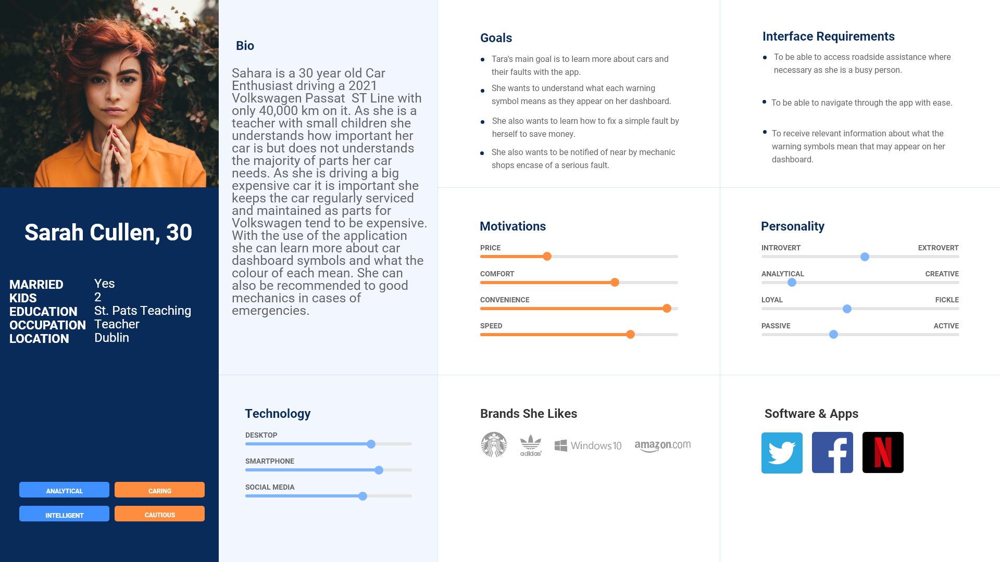 Sarah Cullen, 30
MARRIED Yes
KIDS 2
EDUCATION St. Pats Teaching
OCCUPATION Teacher
LOCATION Dublin
ANALYTICAL CARING
INTELLIGENT CAUTIOUS
Bio
Sahara is a 30 year old Car
Enthusiast driving a 2021
Volkswagen Passat  ST Line with
only 40,000 km on it. As she is a
teacher with small children she
understands how important her
car is but does not understands
the majority of parts her car
needs. As she is driving a big
expensive car it is important she
keeps the car regularly serviced
and maintained as parts for
Volkswagen tend to be expensive.
With the use of the application
she can learn more about car
dashboard symbols and what the
colour of each mean. She can
also be recommended to good
mechanics in cases of
emergencies.
Goals
Tara's main goal is to learn more about cars and
their faults with the app.
She wants to understand what each warning
symbol means as they appear on her dashboard.
She also wants to learn how to fix a simple fault by
herself to save money.
She also wants to be notified of near by mechanic
shops encase of a serious fault.
Interface Requirements
To be able to access roadside assistance where
necessary as she is a busy person.
To be able to navigate through the app with ease.
To receive relevant information about what the
warning symbols mean that may appear on her
dashboard.
Motivations
PRICE
COMFORT
CONVENIENCE
SPEED
Personality
INTROVERT EXTROVERT
ANALYTICAL CREATIVE
LOYAL FICKLE
PASSIVE ACTIVE
Technology
DESKTOP
SMARTPHONE
SOCIAL MEDIA
Brands She Likes
adidas Windows 10 amazon.com
Software & Apps